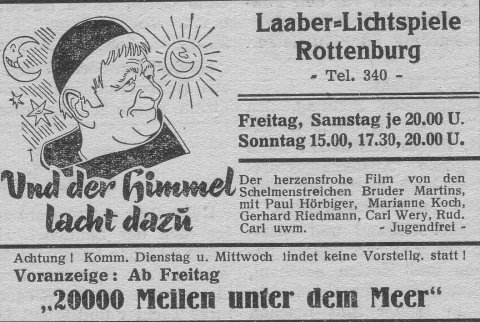 Laaber-Lichtspiele
Rottenburg
- Tel. 340 -
Freitag, Samstag je 20.00 U.
Sonntag 15.00, 17.30, 20.00 U.
Und der Himmel
lacht dazu
Der herzensfrohe Film von den
Schelmenstreichen Bruder Martins,
mit Paul Hörbiger, Marianne Koch,
Gerhard Riedmann, Carl Wery, Rud.
Carl uwm. - Jugendfrei -
Achtung! Komm. Dienstag u. Mittwoch findet keine Vorstellg. statt!
Voranzeige: Ab Freitag
„20000 Meilen unter dem Meer“